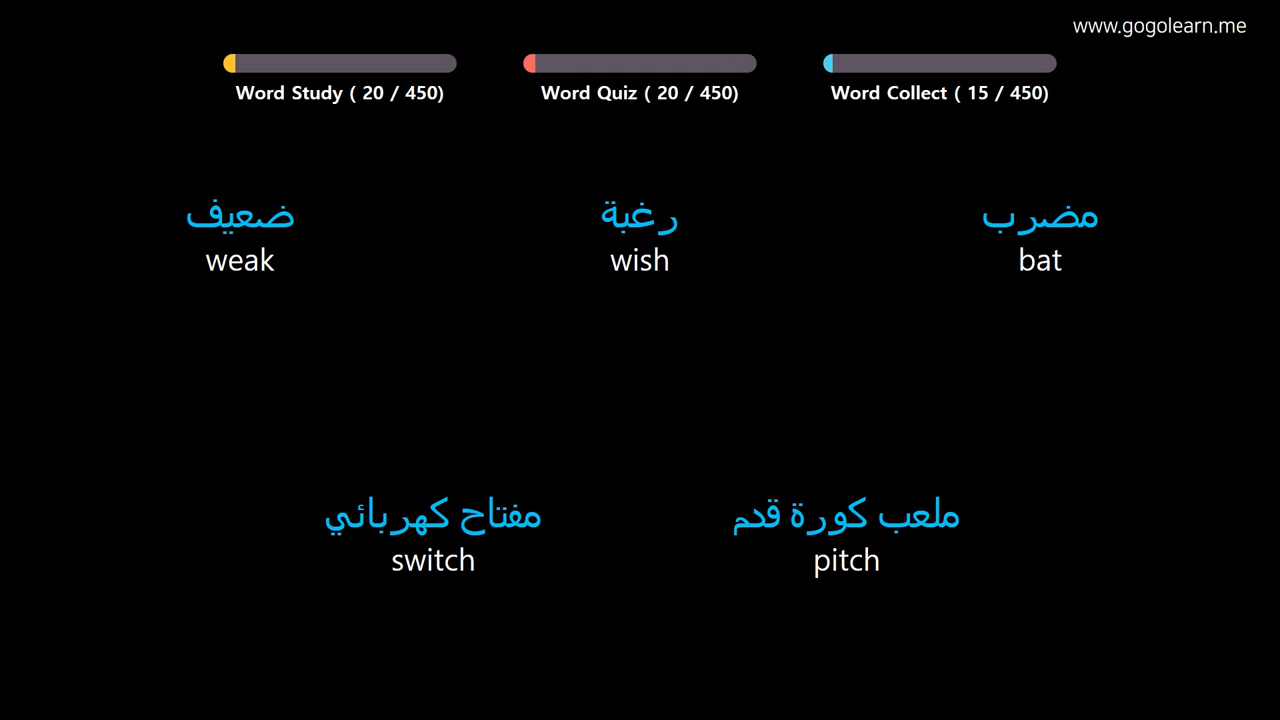 www.gogolearn.me
Word Study ( 20 / 450)
Word Quiz ( 20 / 450)
Word Collect ( 15 / 450)
ضعيف
weak
رغبة
wish
مضرب
bat
مفتاح كهربائي
switch
ملعب كورة قدم
pitch